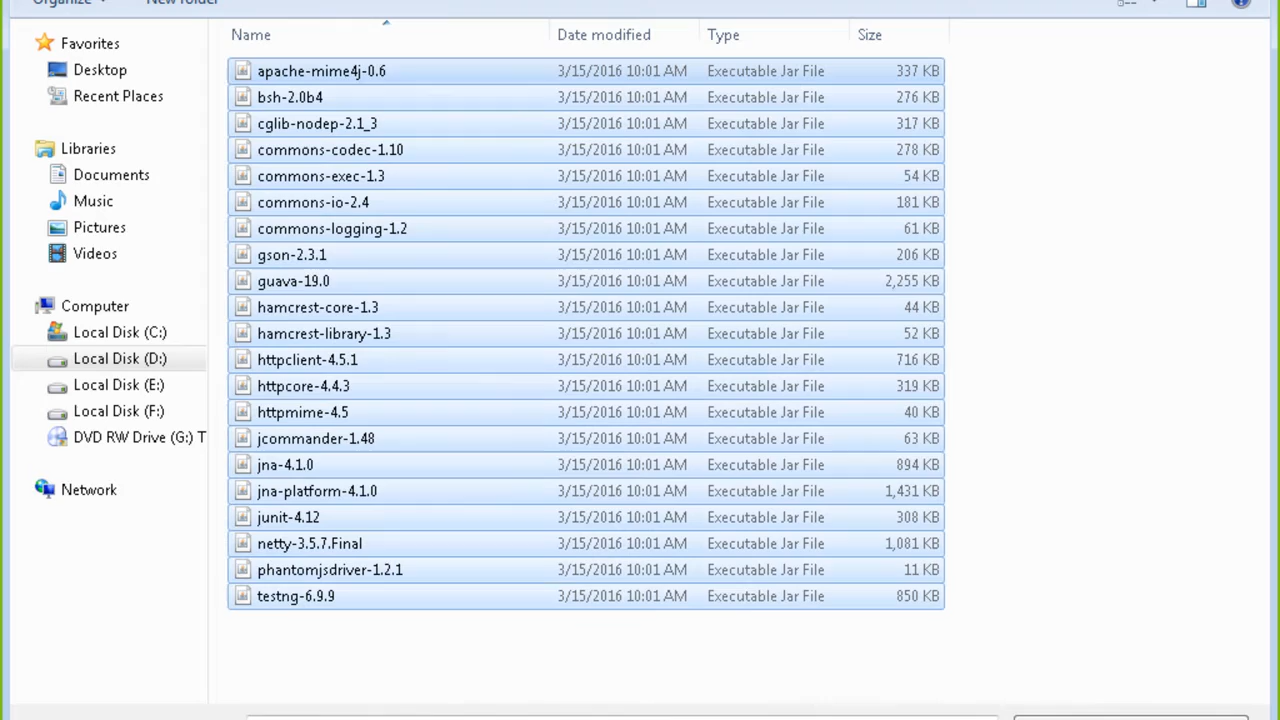 Organize New folder
Name Date modified Type Size
Favorites
Desktop
Recent Places
Libraries
Documents
Music
Pictures
Videos
Computer
Local Disk (C:)
Local Disk (D:)
Local Disk (E:)
Local Disk (F:)
DVD RW Drive (G:) T
Network
apache-mime4j-0.6 3/15/2016 10:01 AM Executable Jar File 337 KB
bsh-2.0b4 3/15/2016 10:01 AM Executable Jar File 276 KB
cglib-nodep-2.1_3 3/15/2016 10:01 AM Executable Jar File 317 KB
commons-codec-1.10 3/15/2016 10:01 AM Executable Jar File 278 KB
commons-exec-1.3 3/15/2016 10:01 AM Executable Jar File 54 KB
commons-io-2.4 3/15/2016 10:01 AM Executable Jar File 181 KB
commons-logging-1.2 3/15/2016 10:01 AM Executable Jar File 61 KB
gson-2.3.1 3/15/2016 10:01 AM Executable Jar File 206 KB
guava-19.0 3/15/2016 10:01 AM Executable Jar File 2,255 KB
hamcrest-core-1.3 3/15/2016 10:01 AM Executable Jar File 44 KB
hamcrest-library-1.3 3/15/2016 10:01 AM Executable Jar File 52 KB
httpclient-4.5.1 3/15/2016 10:01 AM Executable Jar File 716 KB
httpcore-4.4.3 3/15/2016 10:01 AM Executable Jar File 319 KB
httpmime-4.5 3/15/2016 10:01 AM Executable Jar File 40 KB
jcommander-1.48 3/15/2016 10:01 AM Executable Jar File 63 KB
jna-4.1.0 3/15/2016 10:01 AM Executable Jar File 894 KB
jna-platform-4.1.0 3/15/2016 10:01 AM Executable Jar File 1,431 KB
junit-4.12 3/15/2016 10:01 AM Executable Jar File 308 KB
netty-3.5.7.Final 3/15/2016 10:01 AM Executable Jar File 1,081 KB
phantomjsdriver-1.2.1 3/15/2016 10:01 AM Executable Jar File 11 KB
testng-6.9.9 3/15/2016 10:01 AM Executable Jar File 850 KB